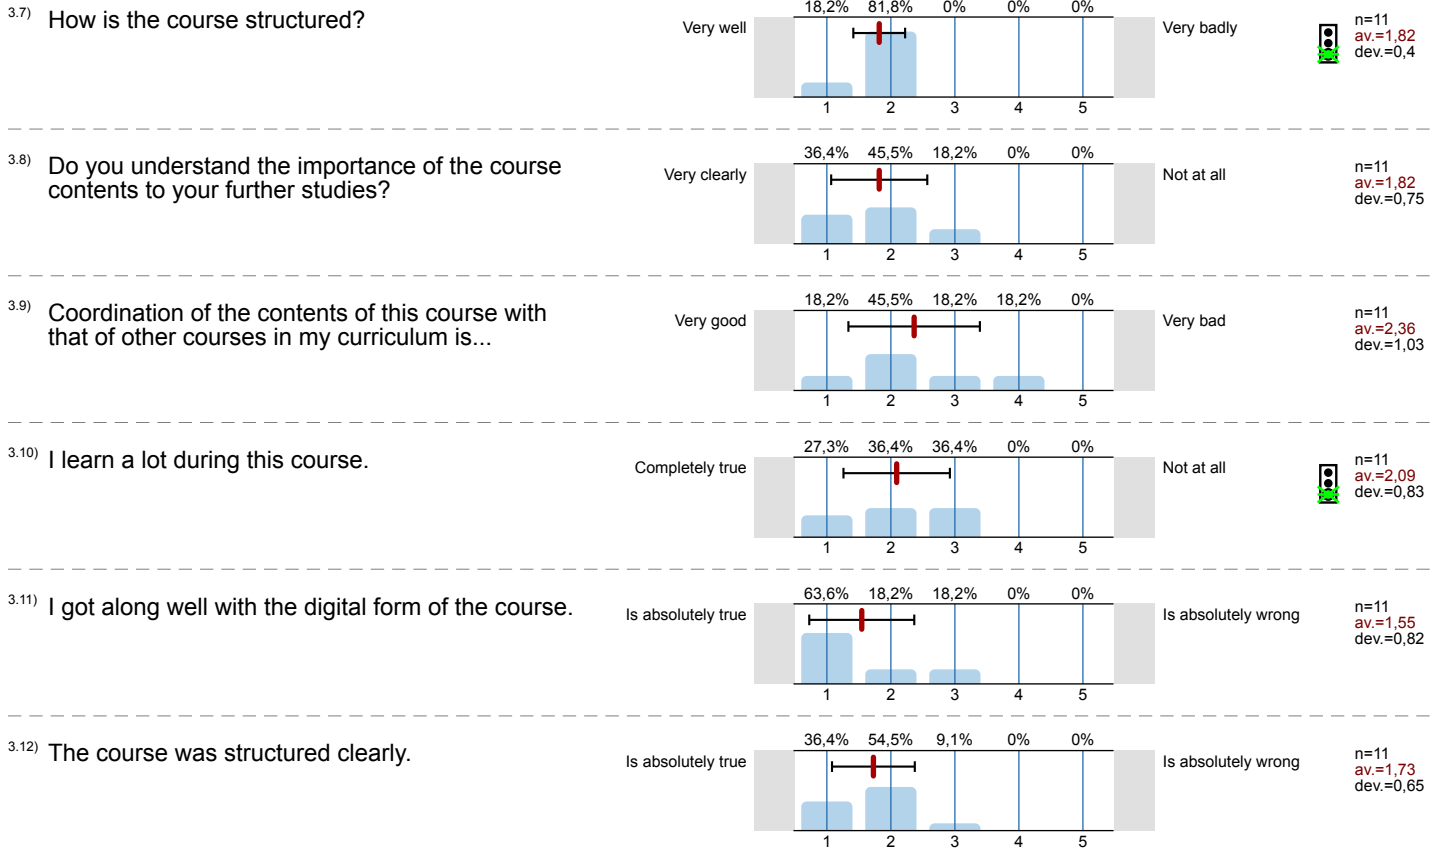 3.7) How is the course structured?
18,2% 81,8% 0% 0% 0%
Very well
Very badly
n=11
av.=1,82
dev.=0,4
1 2 3 4 5
3.8) Do you understand the importance of the course
contents to your further studies?
36,4% 45,5% 18,2% 0% 0%
Very clearly
Not at all
n=11
av.=1,82
dev.=0,75
1 2 3 4 5
3.9) Coordination of the contents of this course with
that of other courses in my curriculum is...
18,2% 45,5% 18,2% 18,2% 0%
Very good
Very bad
n=11
av.=2,36
dev.=1,03
1 2 3 4 5
3.10) I learn a lot during this course.
27,3% 36,4% 36,4% 0% 0%
Completely true
Not at all
n=11
av.=2,09
dev.=0,83
1 2 3 4 5
3.11) I got along well with the digital form of the course.
63,6% 18,2% 18,2% 0% 0%
Is absolutely true
Is absolutely wrong
n=11
av.=1,55
dev.=0,82
1 2 3 4 5
3.12) The course was structured clearly.
36,4% 54,5% 9,1% 0% 0%
Is absolutely true
Is absolutely wrong
n=11
av.=1,73
dev.=0,65
1 2 3 4 5